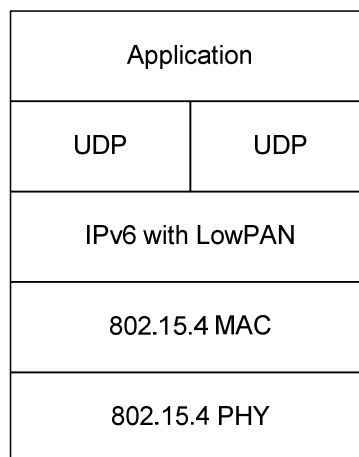 Application
UDP UDP
IPv6 with LowPAN
802.15.4 MAC
802.15.4 PHY